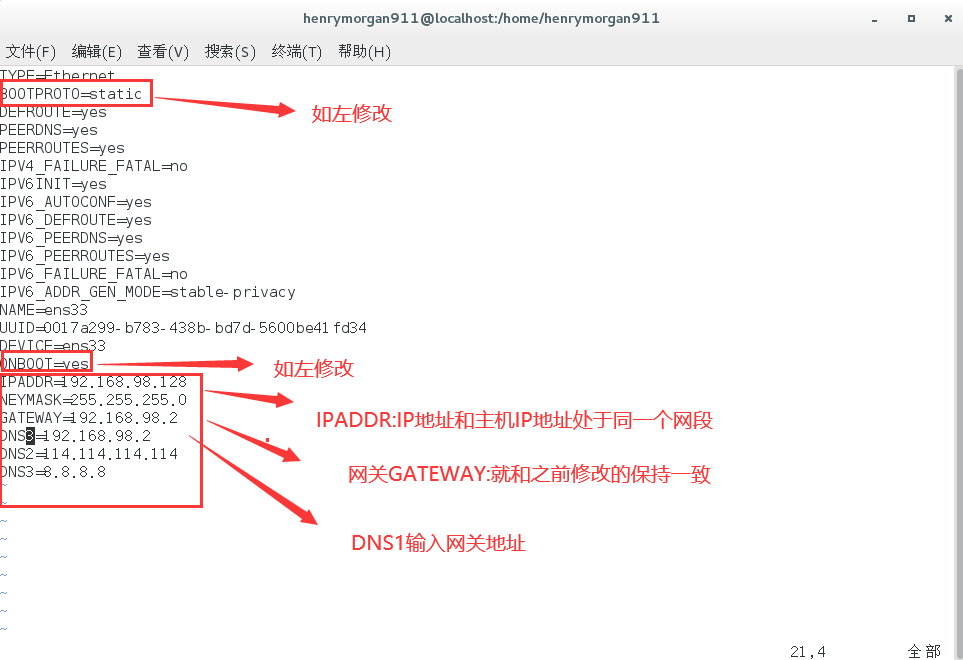 henrymorgan911@localhost:/home/henrymorgan911
文件(F) 编辑(E) 查看(V) 搜索(S) 终端(T) 帮助(H)
TYPE=Ethernet
BOOTPROTO=static
如左修改
DEFROUTE=yes
PEERDNS=yes
PEERROUTES=yes
IPV4_FAILURE_FATAL=no
IPV6INIT=yes
IPV6_AUTOCONF=yes
IPV6_DEFROUTE=yes
IPV6_PEERDNS=yes
IPV6_PEERROUTES=yes
IPV6_FAILURE_FATAL=no
IPV6_ADDR_GEN_MODE=stable-privacy
NAME=ens33
UUID=0017a299-b783-438b-bd7d-5600be41fd34
DEVICE=ens33
ONBOOT=yes
如左修改
IPADDR=192.168.98.128
NEYMASK=255.255.255.0
GATEWAY=192.168.98.2
DNS3=192.168.98.2
DNS2=114.114.114.114
DNS3=8.8.8.8
IPADDR:IP地址和主机IP地址处于同一个网段
网关GATEWAY:就和之前修改的保持一致
DNS1输入网关地址
~
~
~
~
~
~
~
~
~
21,4 全部